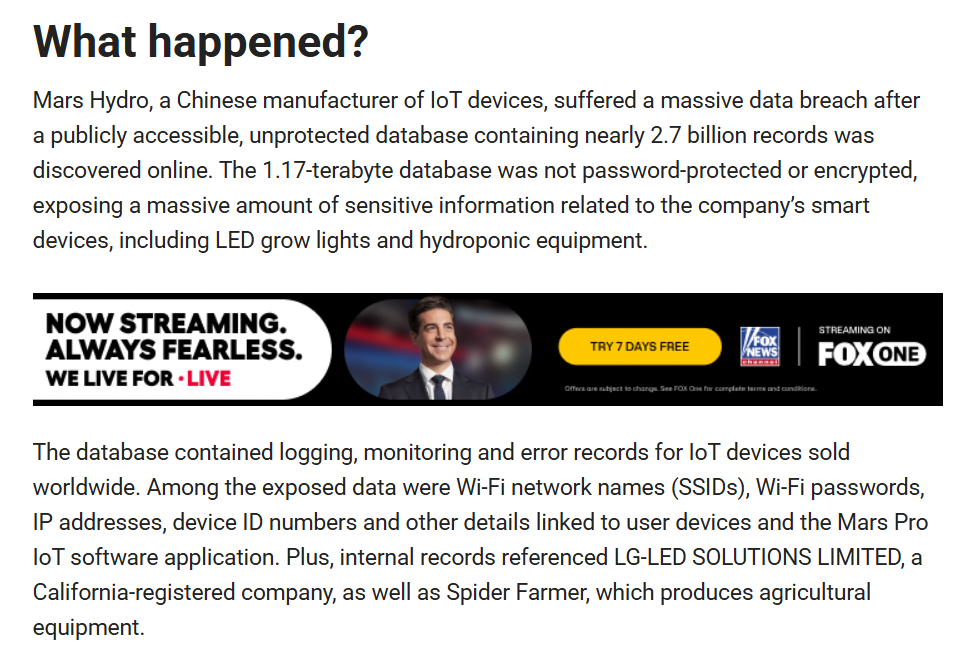 What happened?
Mars Hydro, a Chinese manufacturer of IoT devices, suffered a massive data breach after
a publicly accessible, unprotected database containing nearly 2.7 billion records was
discovered online. The 1.17-terabyte database was not password-protected or encrypted,
exposing a massive amount of sensitive information related to the company’s smart
devices, including LED grow lights and hydroponic equipment.
NOW STREAMING.
ALWAYS FEARLESS.
WE LIVE FOR • LIVE
TRY 7 DAYS FREE
Offers are subject to change. See FOX One for complete terms and conditions.
FOX
NEWS
channel
STREAMING ON
FOX ONE
The database contained logging, monitoring and error records for IoT devices sold
worldwide. Among the exposed data were Wi-Fi network names (SSIDs), Wi-Fi passwords,
IP addresses, device ID numbers and other details linked to user devices and the Mars Pro
IoT software application. Plus, internal records referenced LG-LED SOLUTIONS LIMITED, a
California-registered company, as well as Spider Farmer, which produces agricultural
equipment.